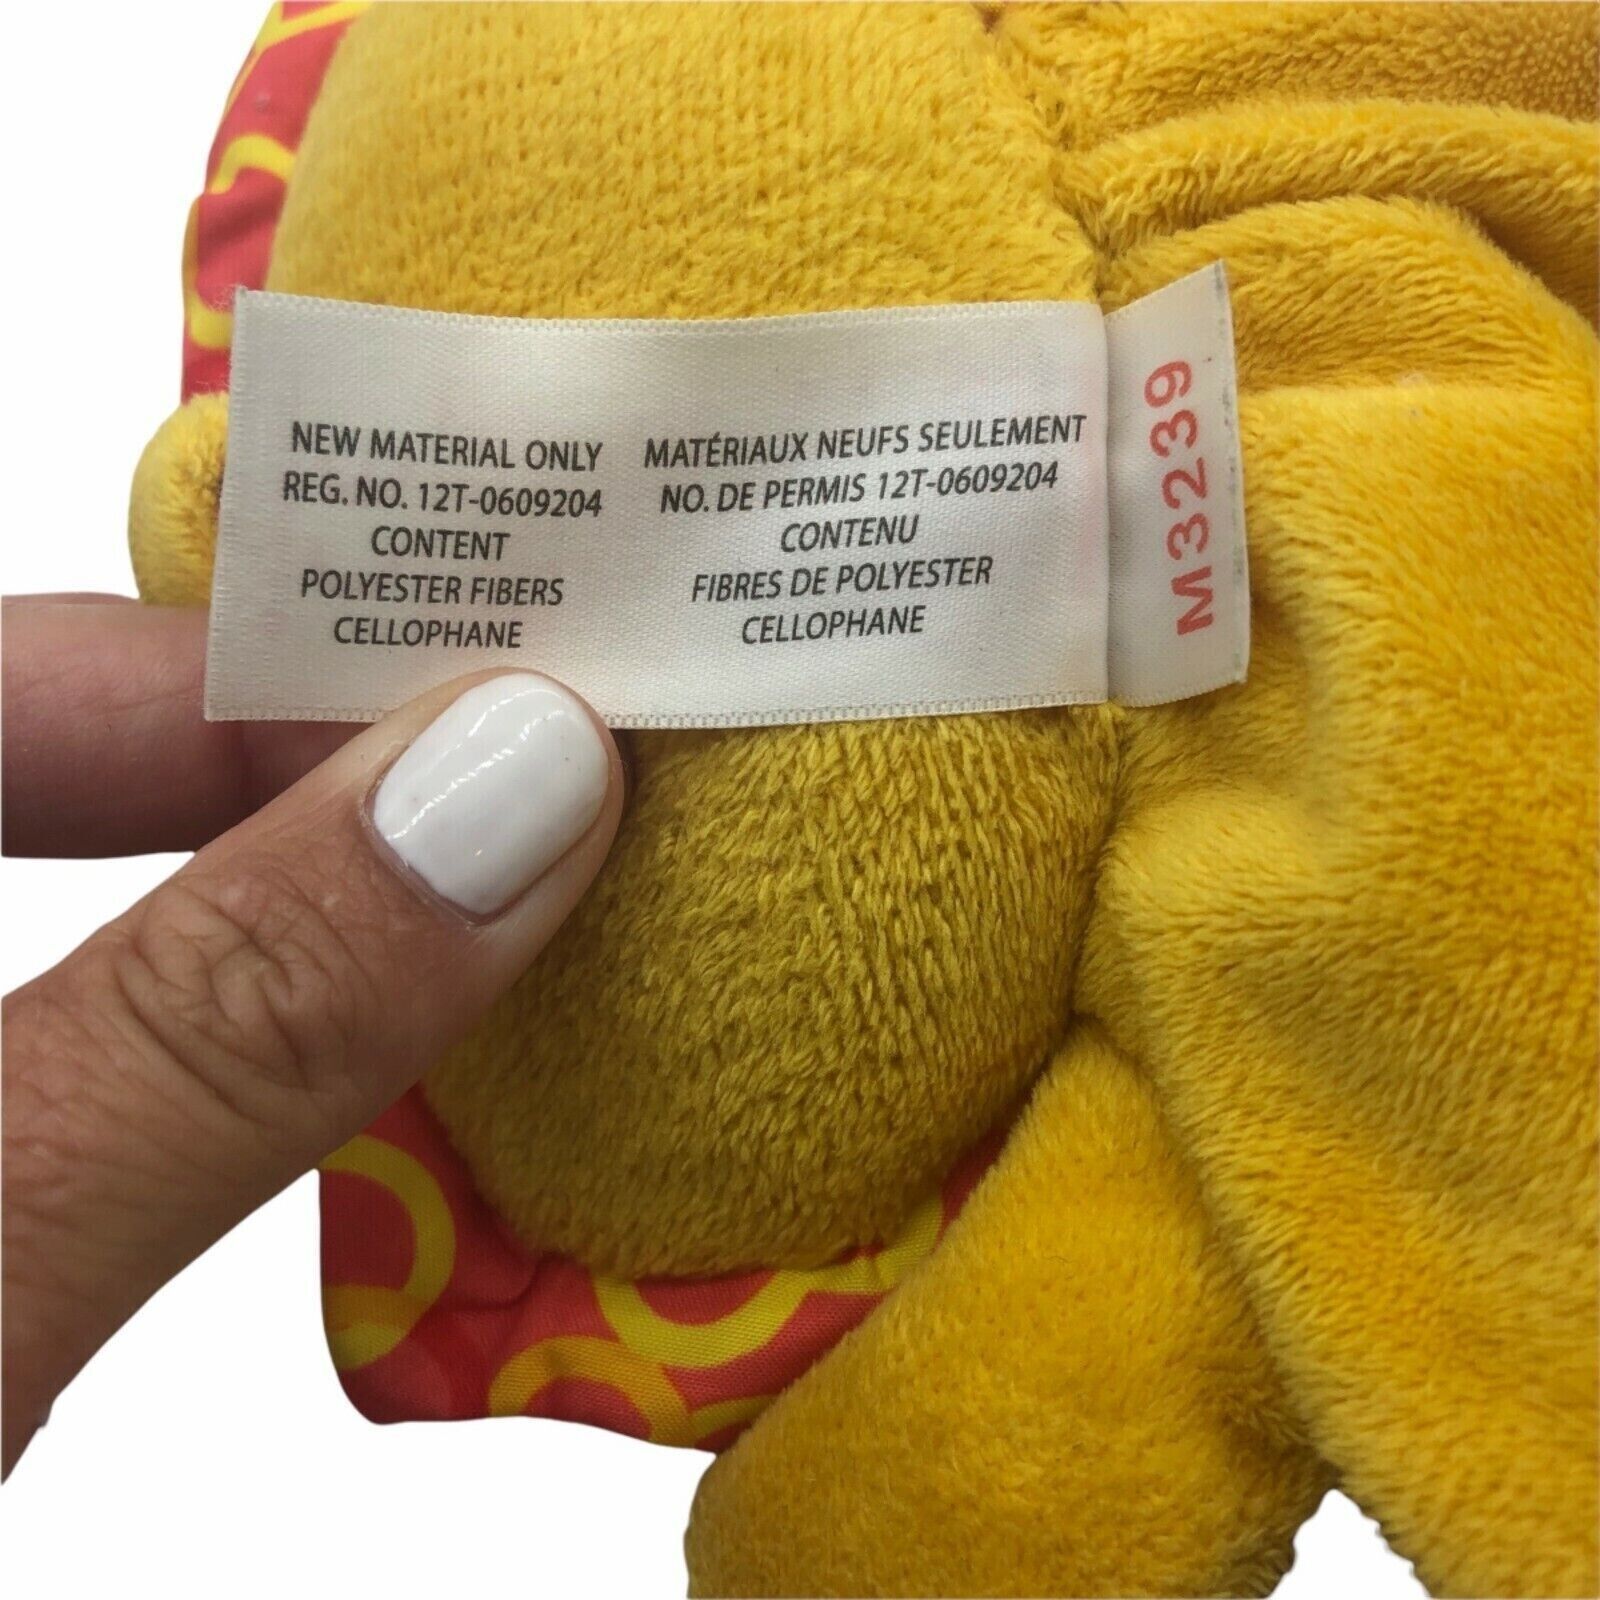 NEW MATERIAL ONLY
REG. NO. 12T-0609204
CONTENT
POLYESTER FIBERS
CELLOPHANE
MATÉRIAUX NEUFS SEULEMENT
NO. DE PERMIS 12T-0609204
CONTENU
FIBRES DE POLYESTER
CELLOPHANE
M3239